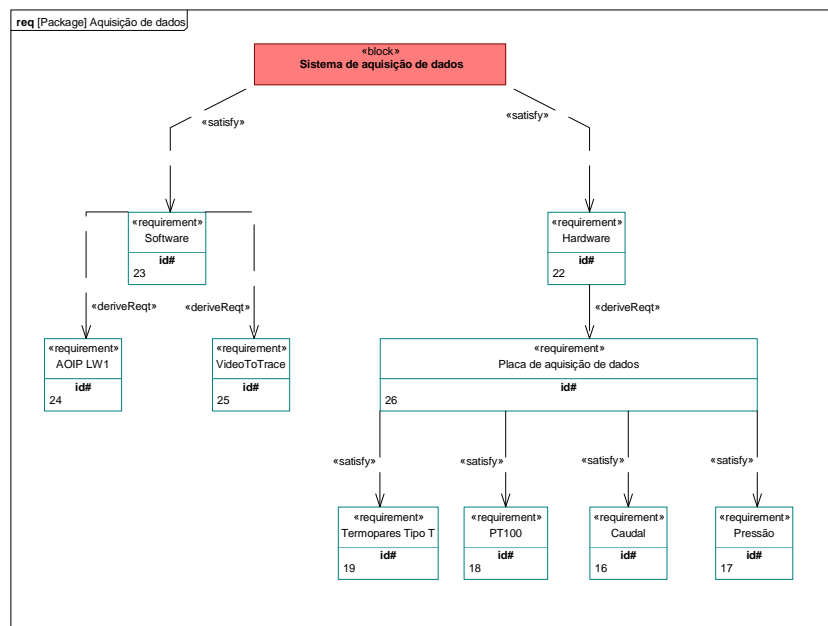 req [Package] Aquisição de dados
«block»
Sistema de aquisição de dados
«satisfy»
«satisfy»
«requirement»
Software
id#
23
«requirement»
Hardware
id#
22
«deriveReqt»
«deriveReqt»
«deriveReqt»
«requirement»
AOIP LW1
id#
24
«requirement»
VideoToTrace
id#
25
«requirement»
Placa de aquisição de dados
id#
26
«satisfy»
«satisfy»
«satisfy»
«satisfy»
«requirement»
Termopares Tipo T
id#
19
«requirement»
PT100
id#
18
«requirement»
Caudal
id#
16
«requirement»
Pressão
id#
17